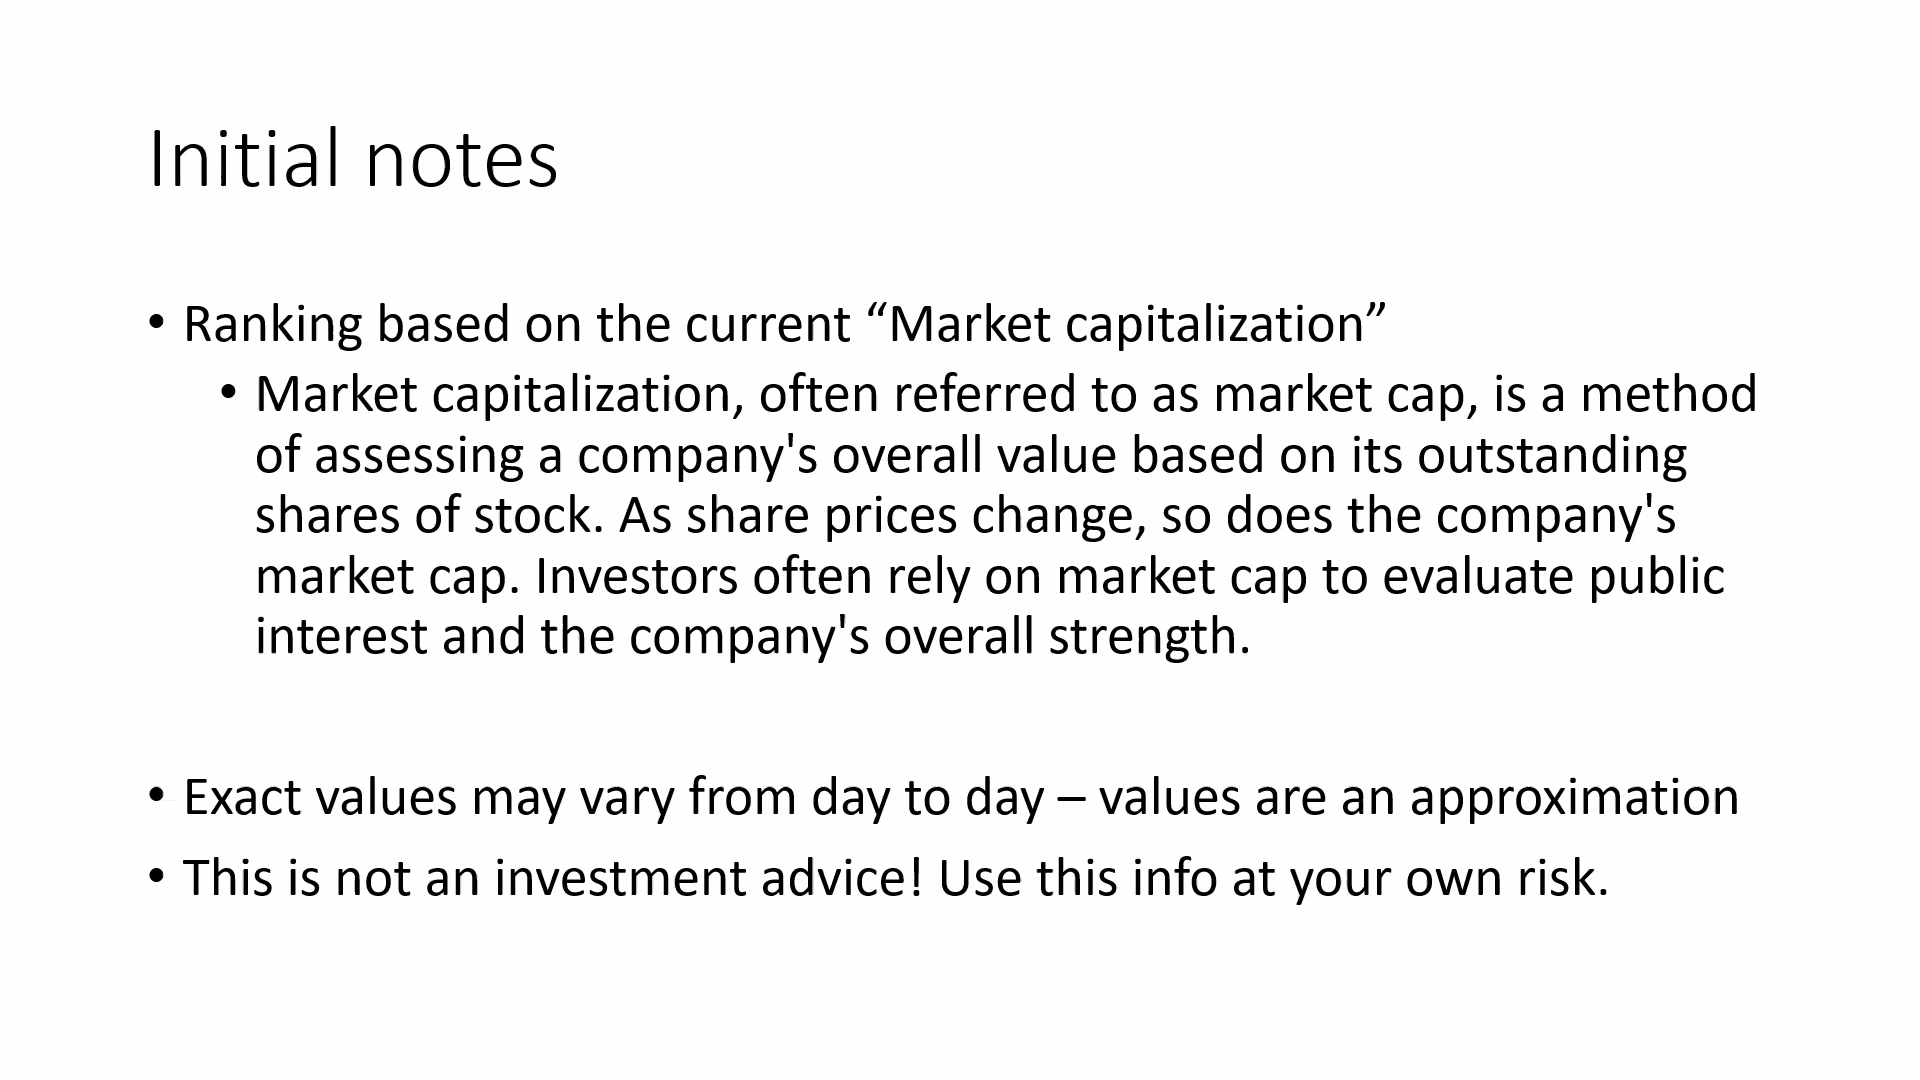 Initial notes
• Ranking based on the current “Market capitalization”
• Market capitalization, often referred to as market cap, is a method
of assessing a company's overall value based on its outstanding
shares of stock. As share prices change, so does the company's
market cap. Investors often rely on market cap to evaluate public
interest and the company's overall strength.
• Exact values may vary from day to day – values are an approximation
• This is not an investment advice! Use this info at your own risk.